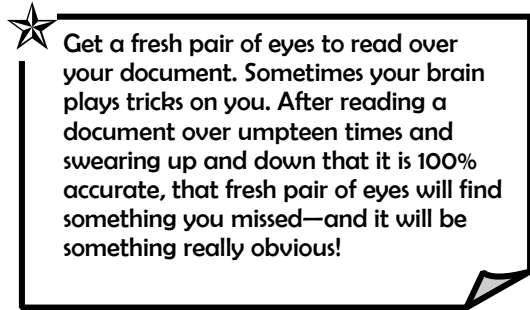 Get a fresh pair of eyes to read over
your document. Sometimes your brain
plays tricks on you. After reading a
document over umpteen times and
swearing up and down that it is 100%
accurate, that fresh pair of eyes will find
something you missed—and it will be
something really obvious!